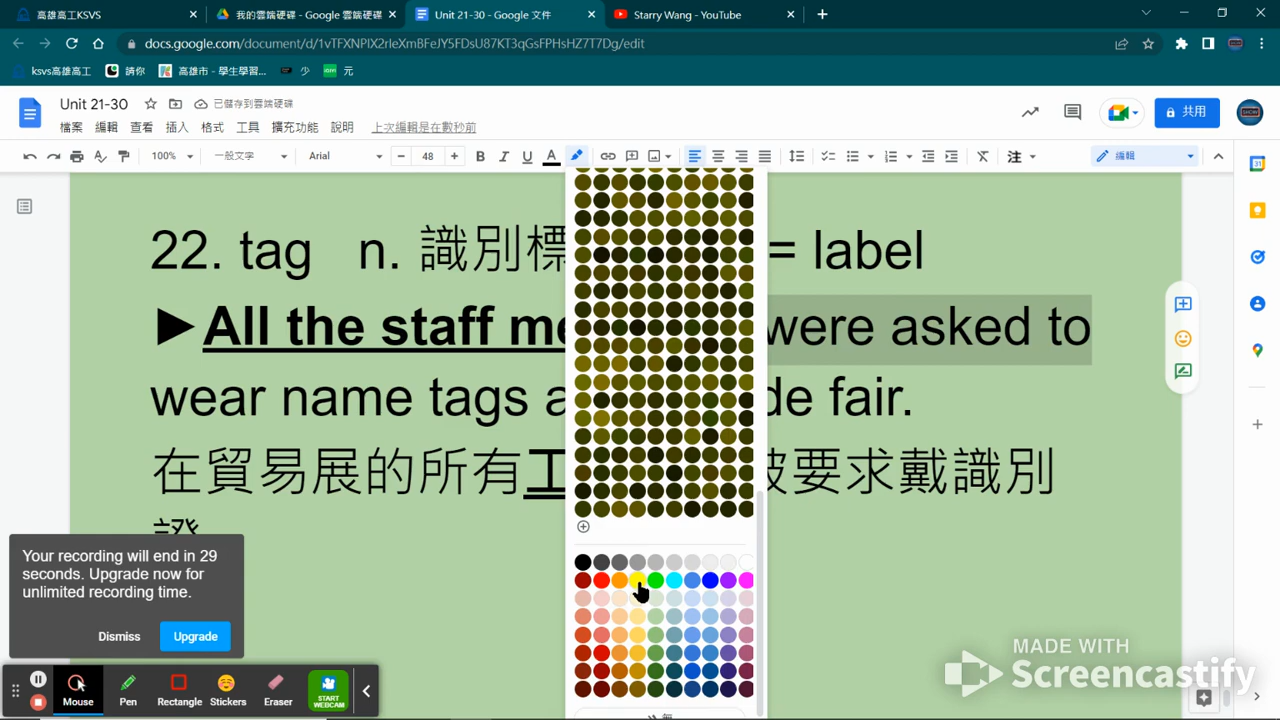 高雄高工KSVS
我的雲端硬碟 - Google 雲端硬碟
Unit 21-30 - Google 文件
Starry Wang - YouTube
docs.google.com/document/d/1vTFXNPIX2rIeXmBFeJY5FDsU87KT3qGsFPHsHZ7T7Dg/edit
ksvs高雄高工
請你
高雄市 - 學生學習...
少
元
Unit 21-30
已儲存到雲端硬碟
檔案 編輯 查看 插入 格式 工具 擴充功能 說明 上次編輯是在數秒前
共用
100% 一般文字 Arial 48 B I U A 注 編輯
22. tag n. 識別標 = label
►All the staff me were asked to
wear name tags a de fair.
在貿易展的所有工 被要求戴識別
證
Your recording will end in 29
seconds. Upgrade now for
unlimited recording time.
Dismiss Upgrade
Mouse Pen Rectangle Stickers Eraser START WEBCAM
MADE WITH
Screencastify